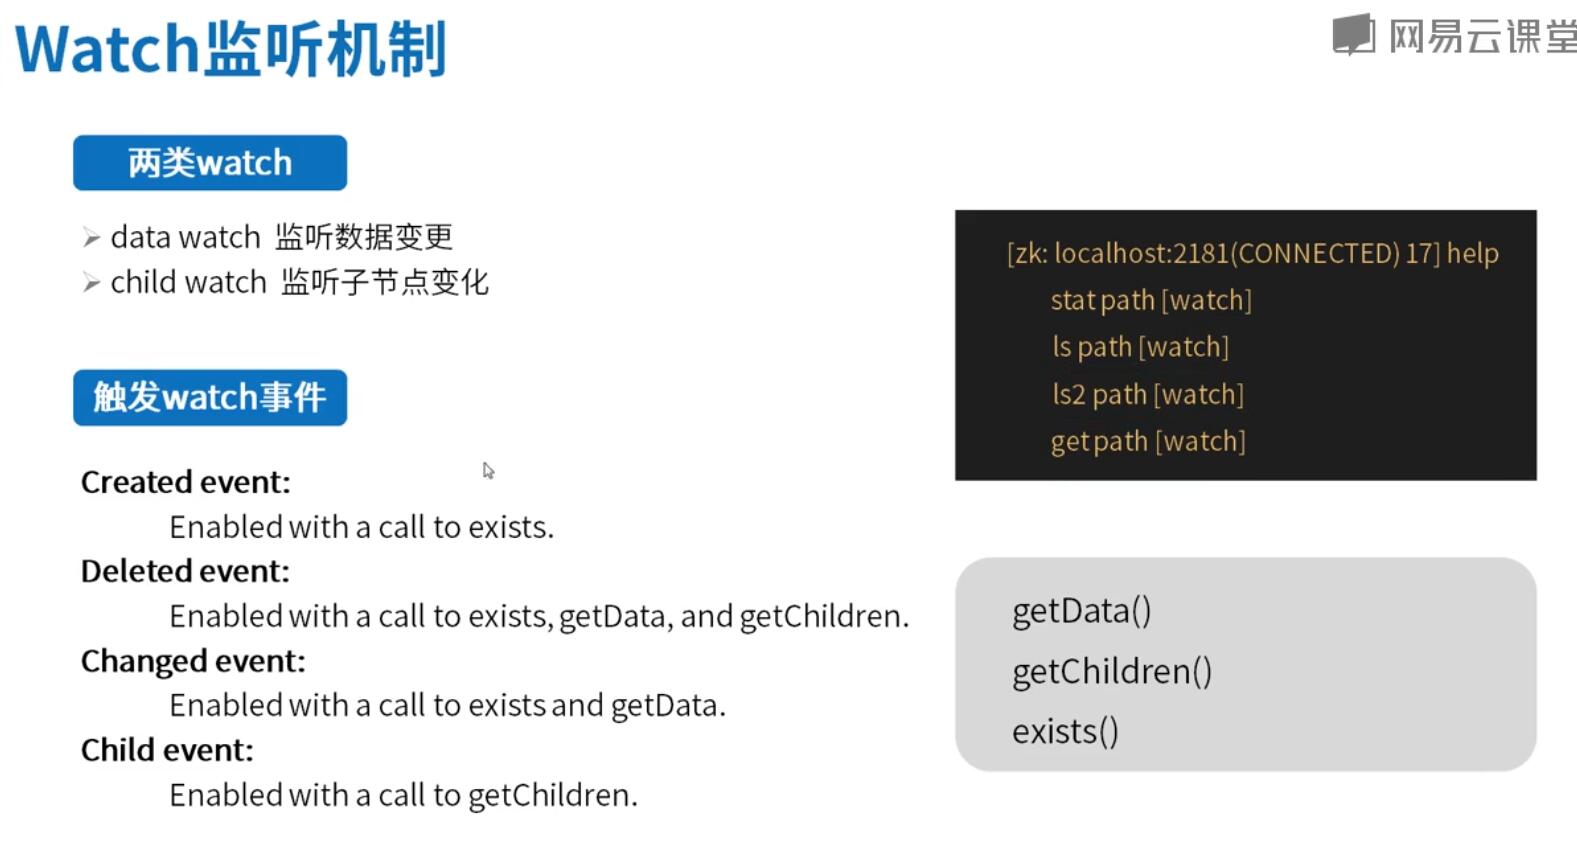 Watch监听机制
网易云课堂
两类watch
data watch 监听数据变更
child watch 监听子节点变化
触发watch事件
Created event:
Enabled with a call to exists.
Deleted event:
Enabled with a call to exists, getData, and getChildren.
Changed event:
Enabled with a call to exists and getData.
Child event:
Enabled with a call to getChildren.
[zk: localhost:2181(CONNECTED) 17] help
stat path [watch]
ls path [watch]
ls2 path [watch]
get path [watch]
getData()
getChildren()
exists()